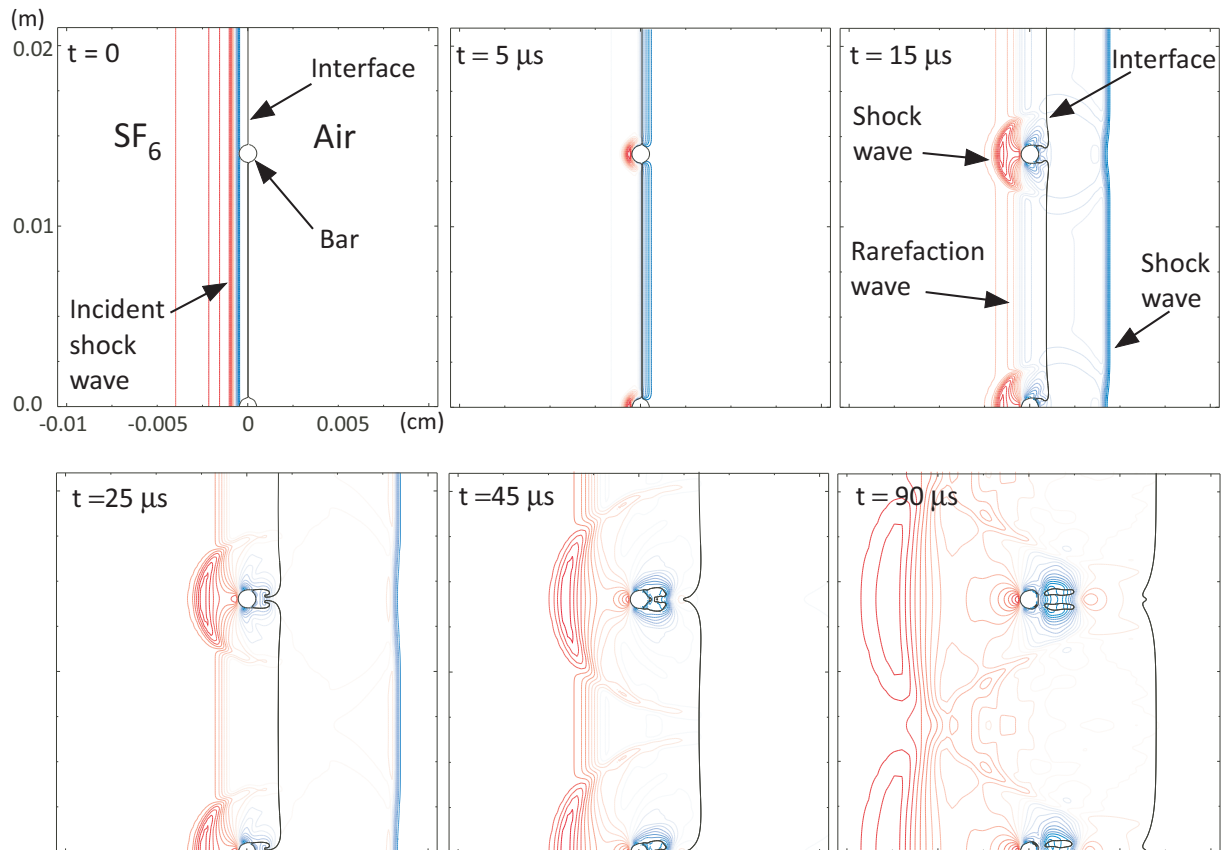 (m)
0.02
t = 0
Interface
SF6
Air
0.01
Bar
Incident
shock
wave
0.0
-0.01
-0.005
0
0.005
(cm)
t = 5 μs
t = 15 μs
Interface
Shock
wave
Rarefaction
wave
Shock
wave
t =25 μs
t =45 μs
t = 90 μs